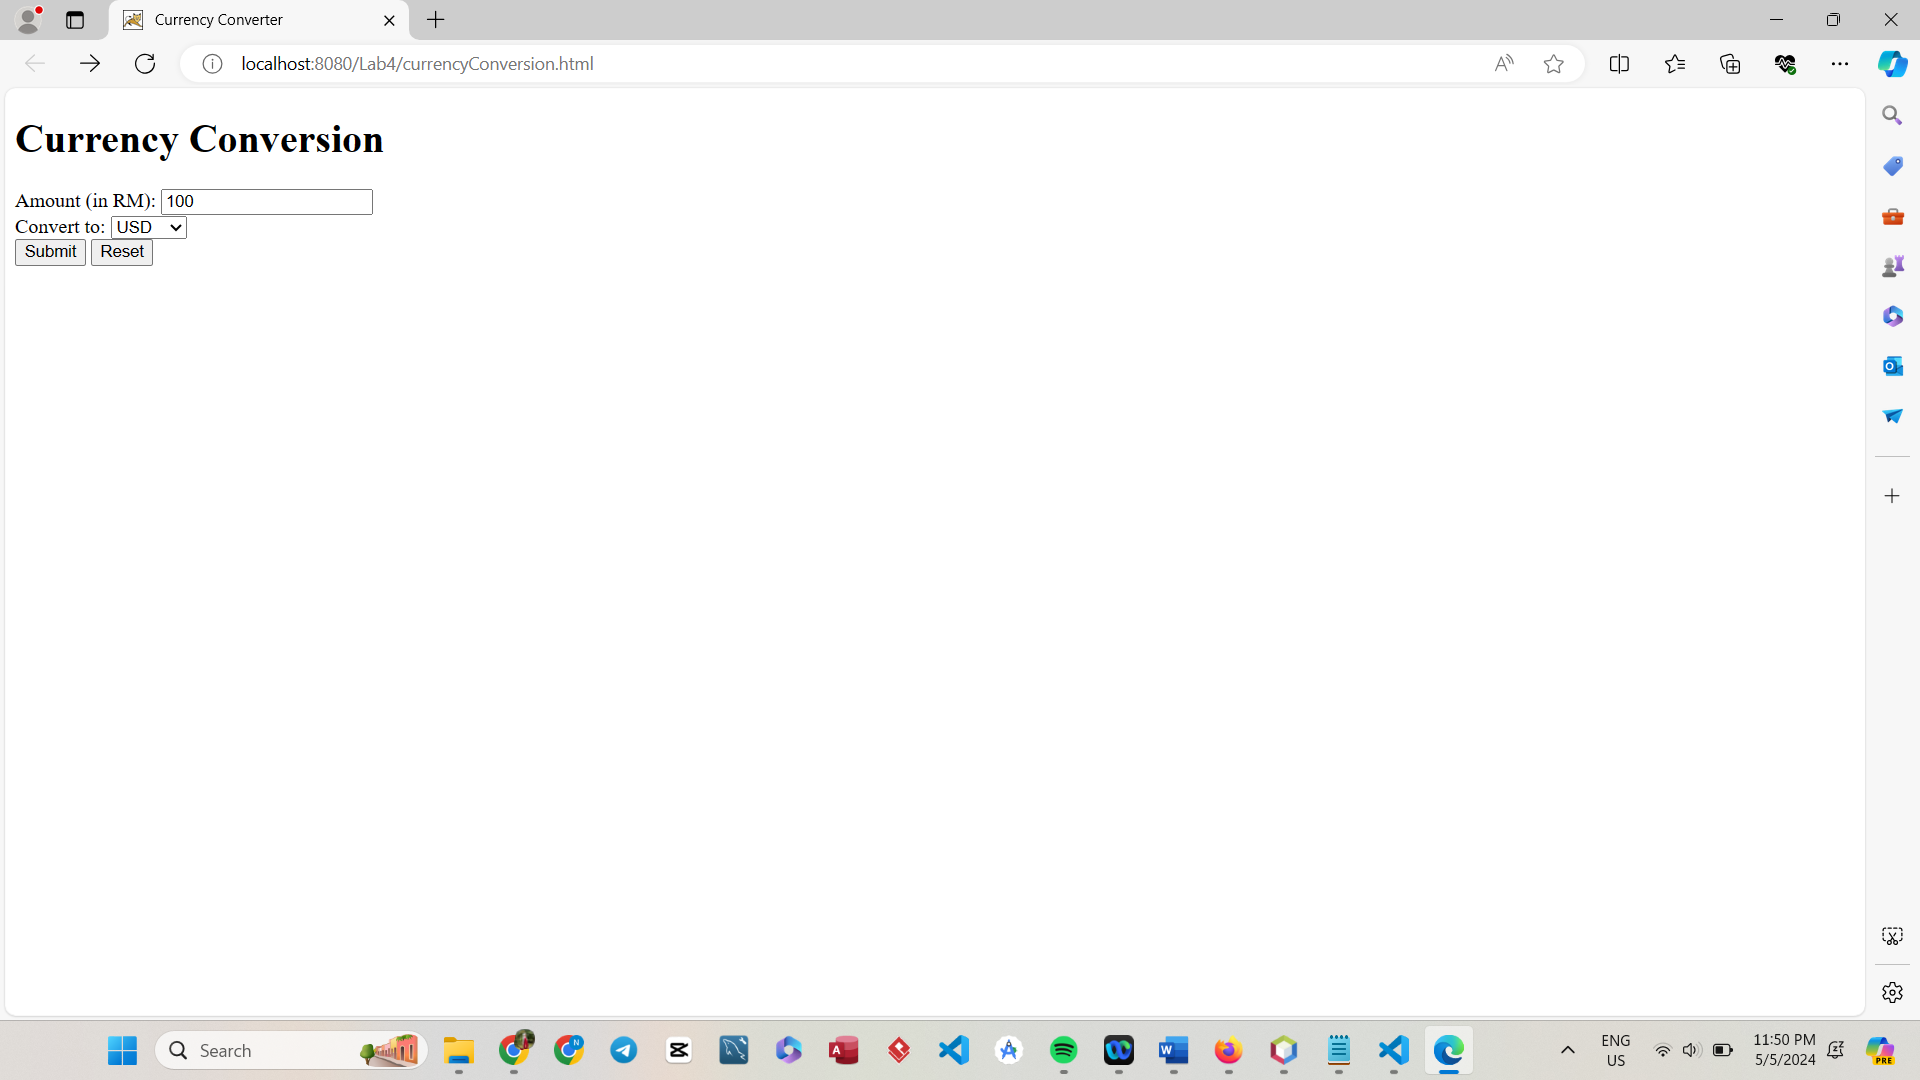 Currency Converter
localhost:8080/Lab4/currencyConversion.html
Currency Conversion
Amount (in RM): 100
Convert to: USD
Submit Reset
Search
ENG
US
11:50 PM
5/5/2024
PRE